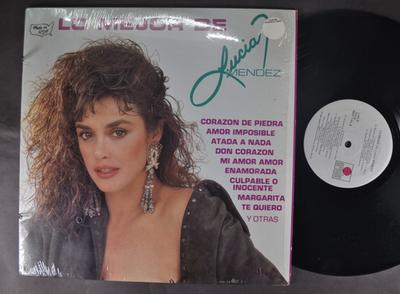 LO MEJOR DE
Lucia
MENDEZ
CORAZON DE PIEDRA
AMOR IMPOSIBLE
ATADA A NADA
DON CORAZON
MI AMOR AMOR
ENAMORADA
CULPABLE O
INOCENTE
MARGARITA
TE QUIERO
Y OTRAS